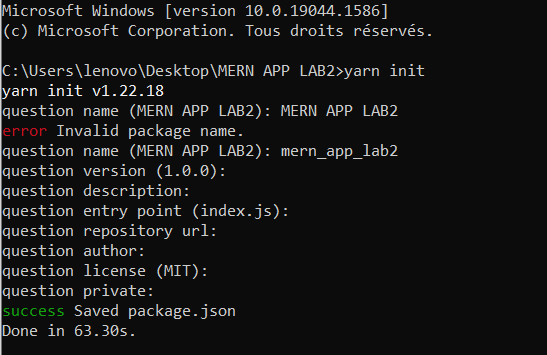 Microsoft Windows [version 10.0.19044.1586]
(c) Microsoft Corporation. Tous droits réservés.
C:\Users\lenovo\Desktop\MERN APP LAB2>yarn init
yarn init v1.22.18
question name (MERN APP LAB2): MERN APP LAB2
error Invalid package name.
question name (MERN APP LAB2): mern_app_lab2
question version (1.0.0):
question description:
question entry point (index.js):
question repository url:
question author:
question license (MIT):
question private:
success Saved package.json
Done in 63.30s.